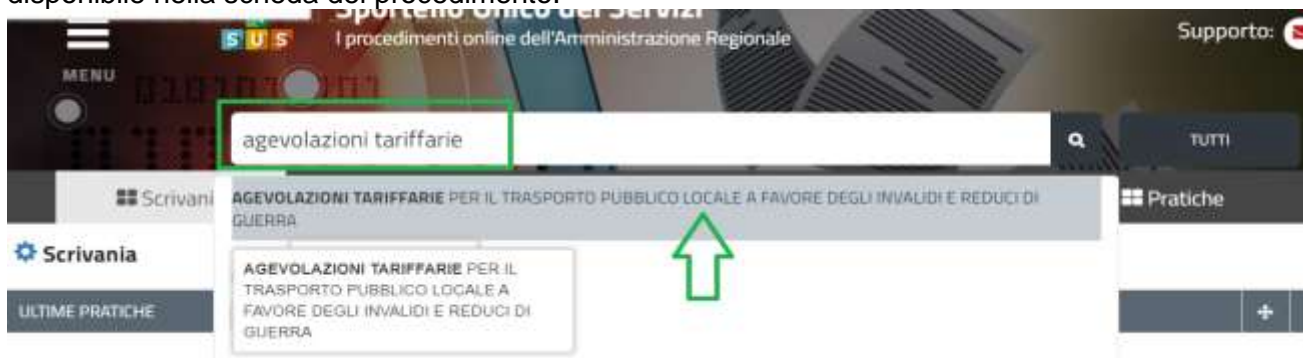 disponibile nella scheda del procedimento.
Sportello Unico dei Servizi
SUS I procedimenti online dell'Amministrazione Regionale
Supporto:
MENU
agevolazioni tariffarie
TUTTI
Scrivani
AGEVOLAZIONI TARIFFARIE PER IL TRASPORTO PUBBLICO LOCALE A FAVORE DEGLI INVALIDI E REDUCI DI
GUERRA
Pratiche
Scrivania
AGEVOLAZIONI TARIFFARIE PER IL
TRASPORTO PUBBLICO LOCALE A
FAVORE DEGLI INVALIDI E REDUCI DI
GUERRA
ULTIME PRATICHE